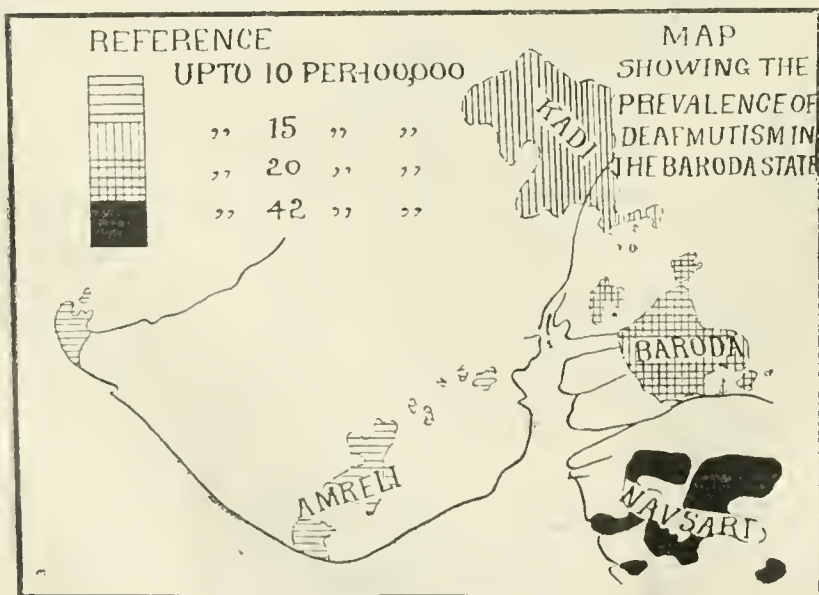 REFERENCE
UPTO 10 PER 100,000
,, 15 ,, ,,
,, 20 ,, ,,
,, 42 ,, ,,
MAP
SHOWING THE
PREVALENCE OF
DEAFMUTISM IN
THE BARODA STATE
KADI
BARODA
AMRELI
NAVSARI